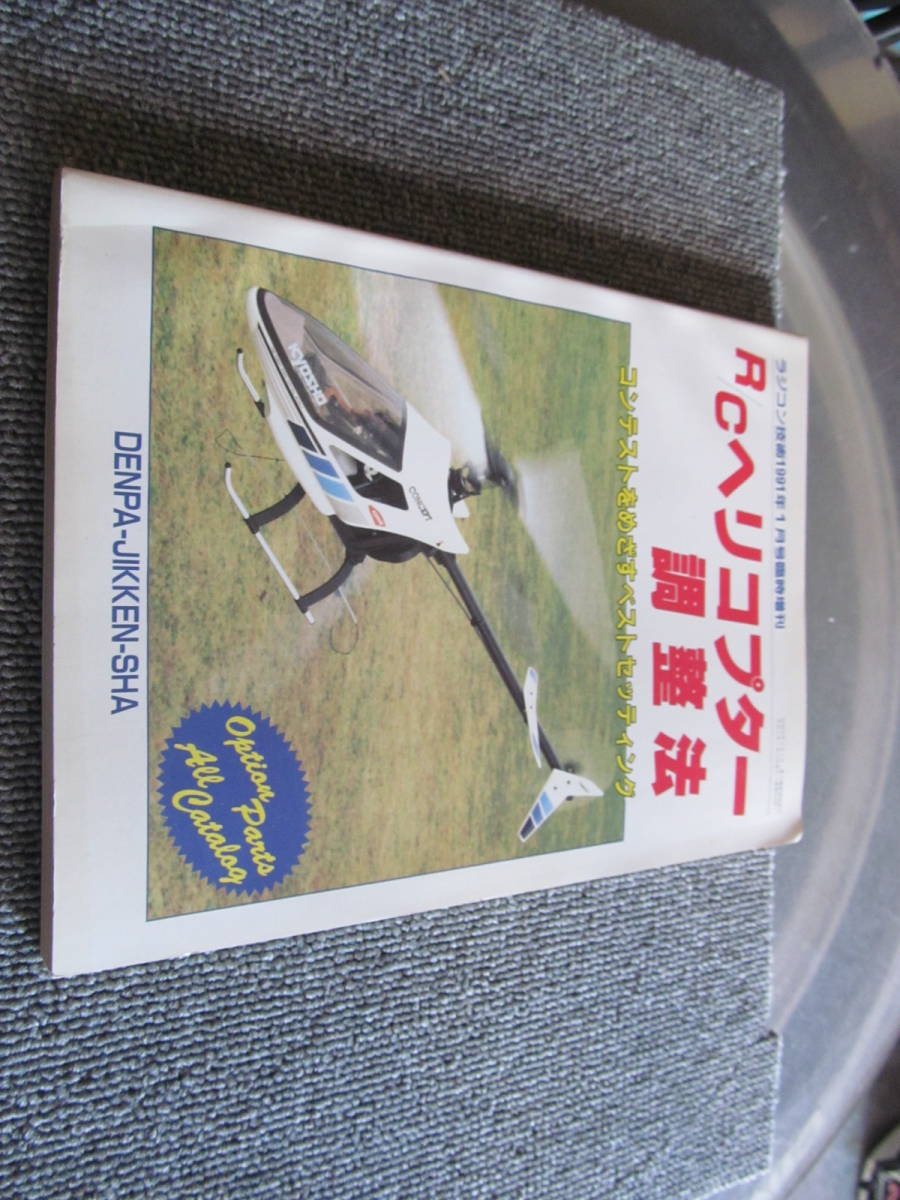 ラジコン技術1991年1月号臨時増刊
R/Cヘリコプター
調整法
コンテストをめざすベストセッティング
KYOSHO
CONCEPT
Option Parts
All Catalog
DENPA-JIKKEN-SHA